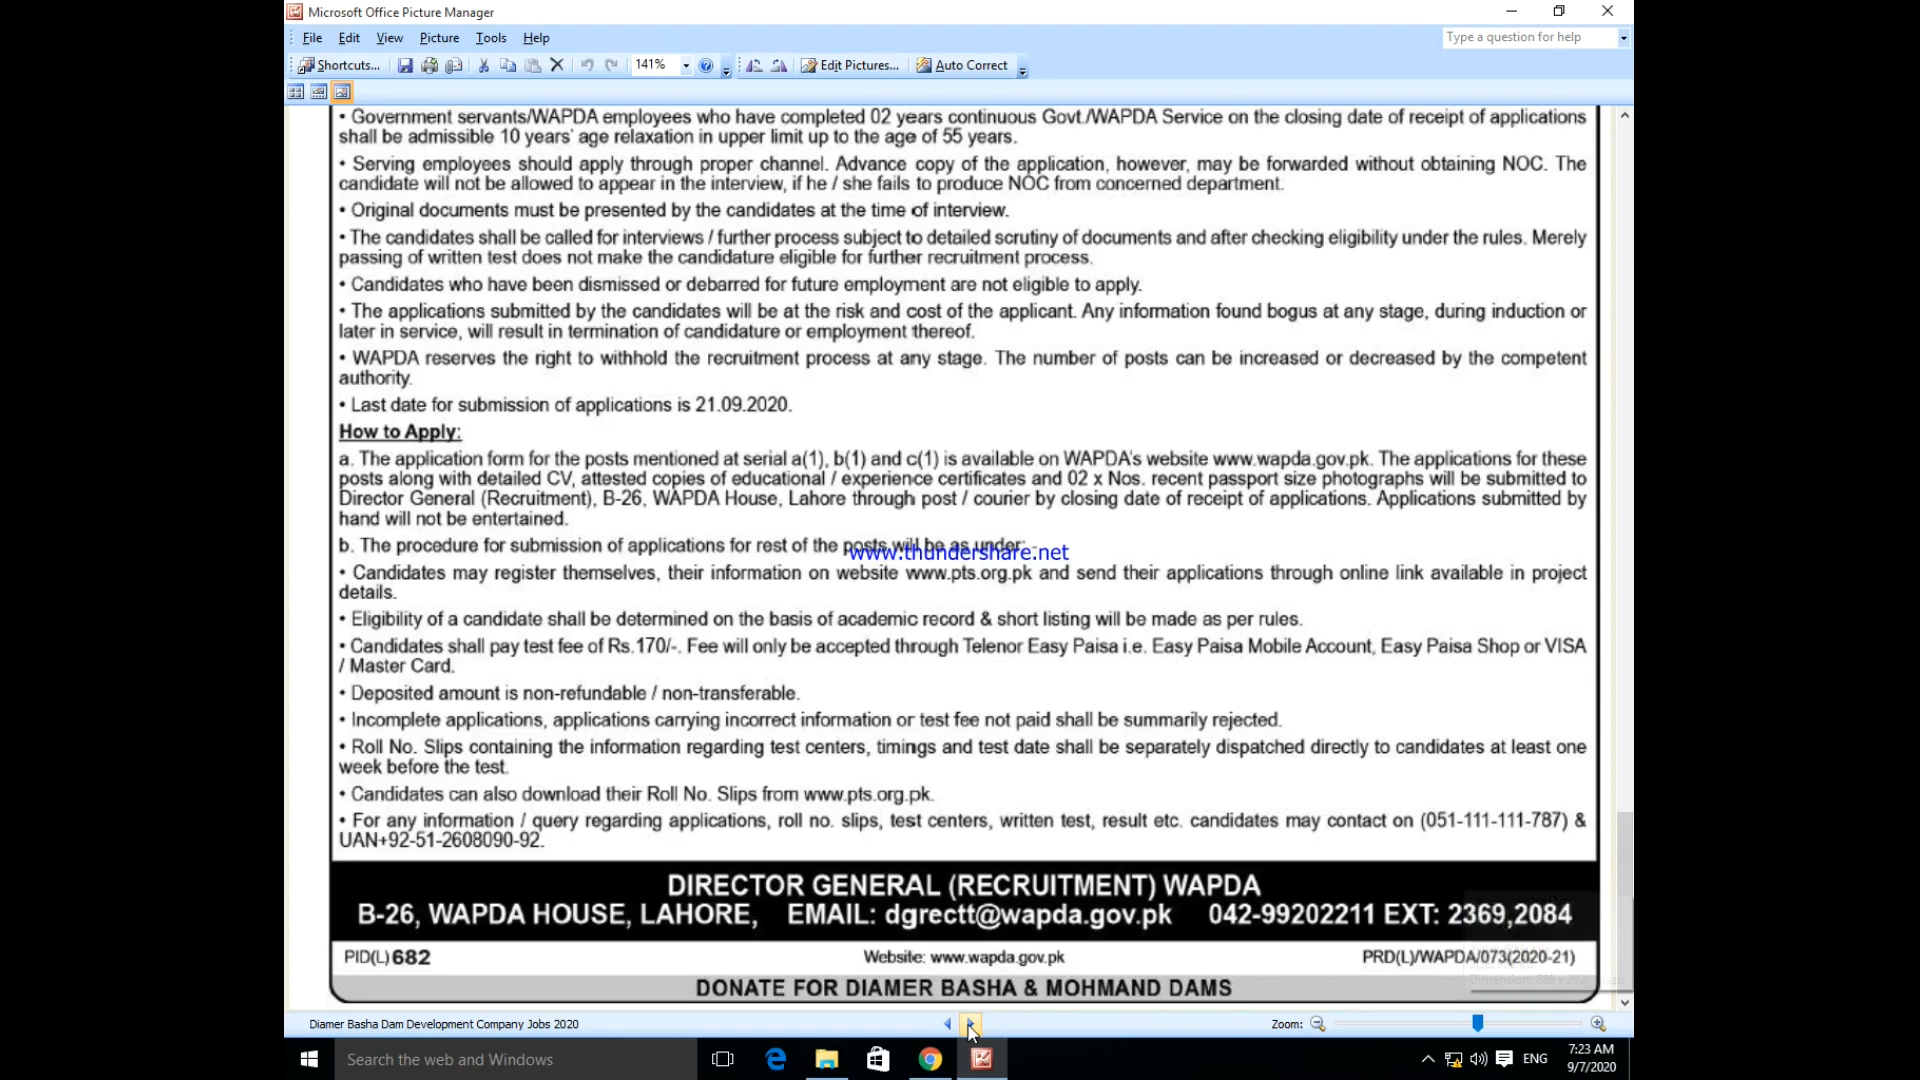 Microsoft Office Picture Manager
File Edit View Picture Tools Help
Type a question for help
Shortcuts... 141% Edit Pictures... Auto Correct
• Government servants/WAPDA employees who have completed 02 years continuous Govt./WAPDA Service on the closing date of receipt of applications
shall be admissible 10 years' age relaxation in upper limit up to the age of 55 years.
• Serving employees should apply through proper channel. Advance copy of the application, however, may be forwarded without obtaining NOC. The
candidate will not be allowed to appear in the interview, if he / she fails to produce NOC from concerned department.
• Original documents must be presented by the candidates at the time of interview.
• The candidates shall be called for interviews / further process subject to detailed scrutiny of documents and after checking eligibility under the rules. Merely
passing of written test does not make the candidature eligible for further recruitment process.
• Candidates who have been dismissed or debarred for future employment are not eligible to apply.
• The applications submitted by the candidates will be at the risk and cost of the applicant. Any information found bogus at any stage, during induction or
later in service, will result in termination of candidature or employment thereof.
• WAPDA reserves the right to withhold the recruitment process at any stage. The number of posts can be increased or decreased by the competent
authority.
• Last date for submission of applications is 21.09.2020.
How to Apply:
a. The application form for the posts mentioned at serial a(1), b(1) and c(1) is available on WAPDA's website www.wapda.gov.pk. The applications for these
posts along with detailed CV, attested copies of educational / experience certificates and 02 x Nos. recent passport size photographs will be submitted to
Director General (Recruitment), B-26, WAPDA House, Lahore through post / courier by closing date of receipt of applications. Applications submitted by
hand will not be entertained.
b. The procedure for submission of applications for rest of the posts will be as under:-
www.thundershare.net
• Candidates may register themselves, their information on website www.pts.org.pk and send their applications through online link available in project
details.
• Eligibility of a candidate shall be determined on the basis of academic record & short listing will be made as per rules.
• Candidates shall pay test fee of Rs.170/-. Fee will only be accepted through Telenor Easy Paisa i.e. Easy Paisa Mobile Account, Easy Paisa Shop or VISA
/ Master Card.
• Deposited amount is non-refundable / non-transferable.
• Incomplete applications, applications carrying incorrect information or test fee not paid shall be summarily rejected.
• Roll No. Slips containing the information regarding test centers, timings and test date shall be separately dispatched directly to candidates at least one
week before the test.
• Candidates can also download their Roll No. Slips from www.pts.org.pk.
• For any information / query regarding applications, roll no. slips, test centers, written test, result etc. candidates may contact on (051-111-111-787) &
UAN+92-51-2608090-92.
DIRECTOR GENERAL (RECRUITMENT) WAPDA
B-26, WAPDA HOUSE, LAHORE, EMAIL: dgrectt@wapda.gov.pk 042-99202211 EXT: 2369,2084
PID(L)682 Website: www.wapda.gov.pk PRD(L)/WAPDA/073(2020-21)
DONATE FOR DIAMER BASHA & MOHMAND DAMS
Diamer Basha Dam Development Company Jobs 2020 Zoom:
Search the web and Windows ENG 7:23 AM
9/7/2020